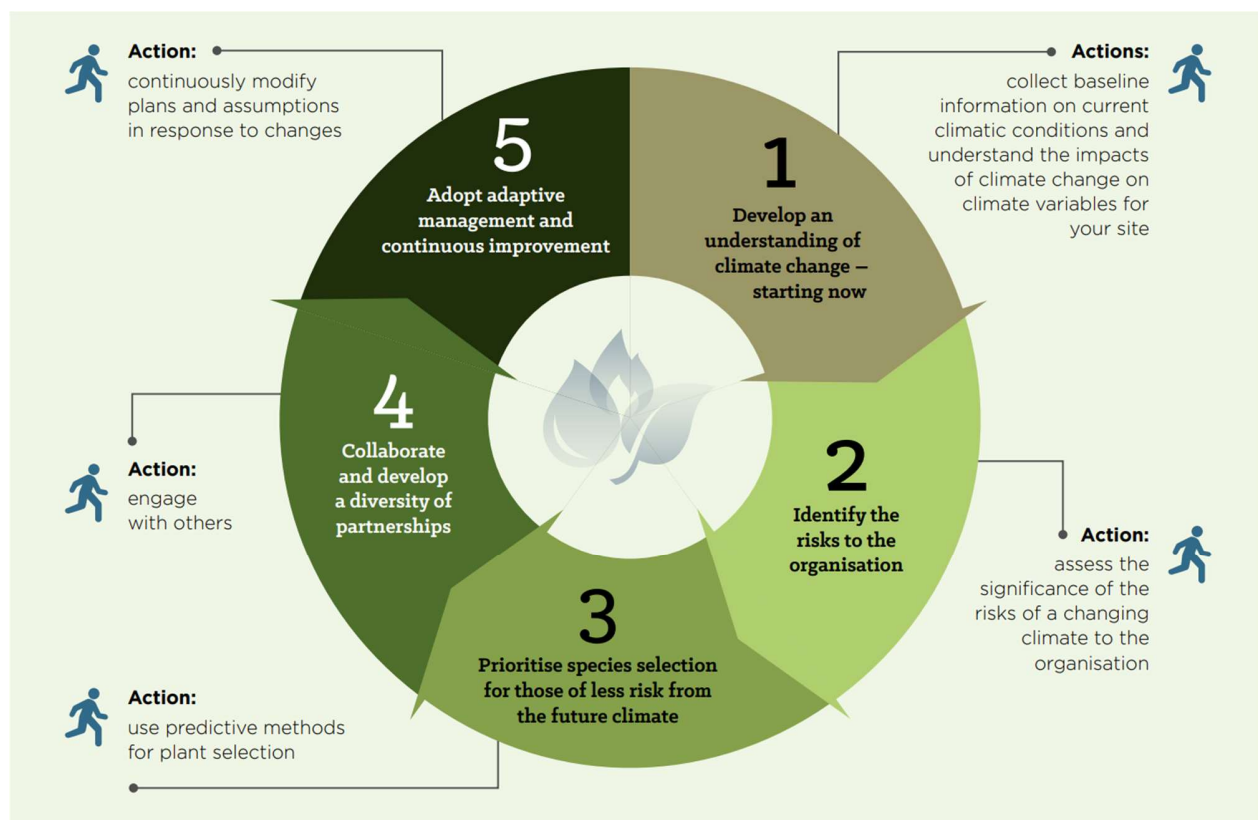 Action:
continuously modify
plans and assumptions
in response to changes
Actions:
collect baseline
information on current
climatic conditions and
understand the impacts
of climate change on
climate variables for
your site
5
Adopt adaptive
management and
continuous improvement
1
Develop an
understanding of
climate change –
starting now
4
Collaborate
and develop
a diversity of
partnerships
2
Identify the
risks to the
organisation
Action:
engage
with others
Action:
assess the
significance of the
risks of a changing
climate to the
organisation
3
Prioritise species selection
for those of less risk from
the future climate
Action:
use predictive methods
for plant selection